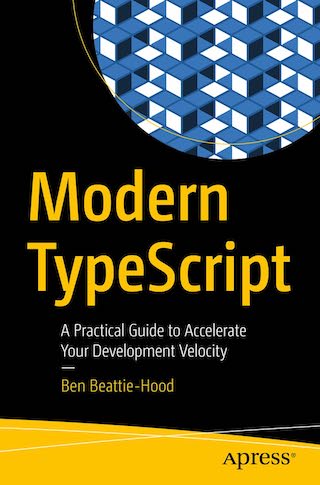 Modern
TypeScript
A Practical Guide to Accelerate
Your Development Velocity
—
Ben Beattie-Hood
Apress®